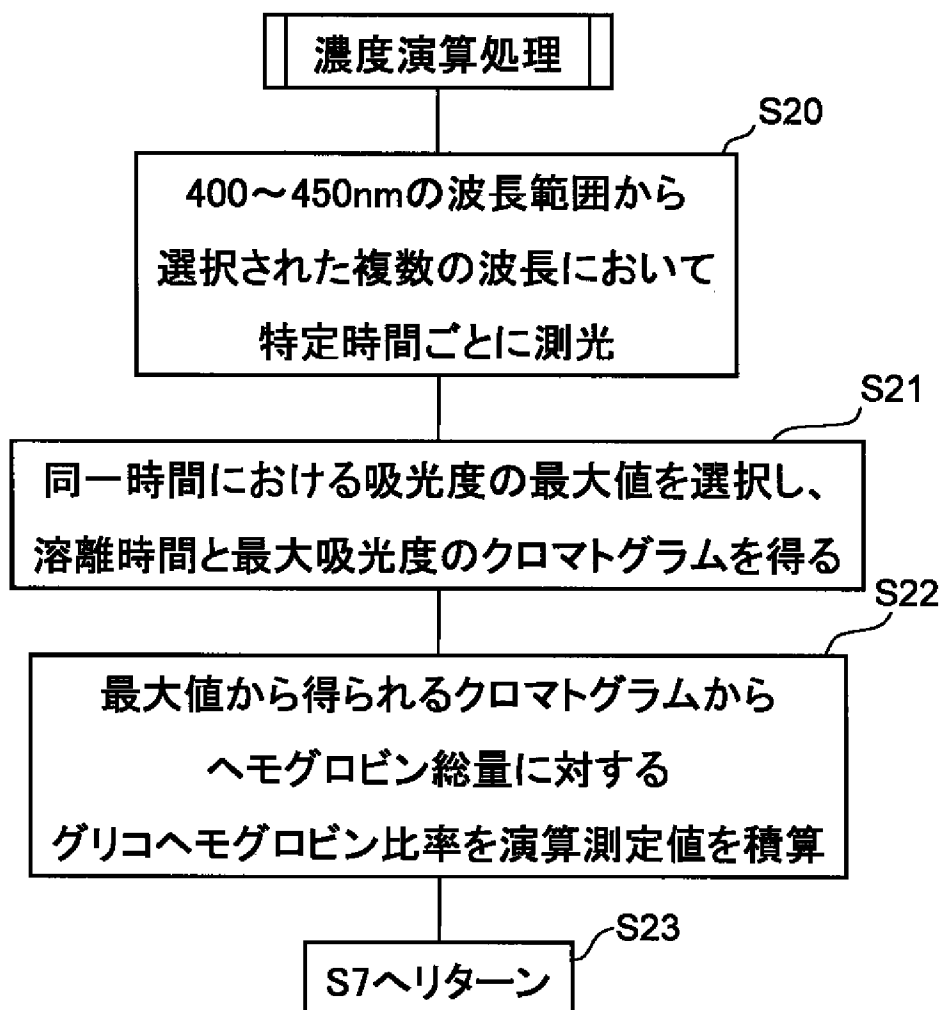 濃度演算処理
S20
400～450nmの波長範囲から
選択された複数の波長において
特定時間ごとに測光
S21
同一時間における吸光度の最大値を選択し、
溶離時間と最大吸光度のクロマトグラムを得る
S22
最大値から得られるクロマトグラムから
ヘモグロビン総量に対する
グリコヘモグロビン比率を演算測定値を積算
S23
S7へリターン